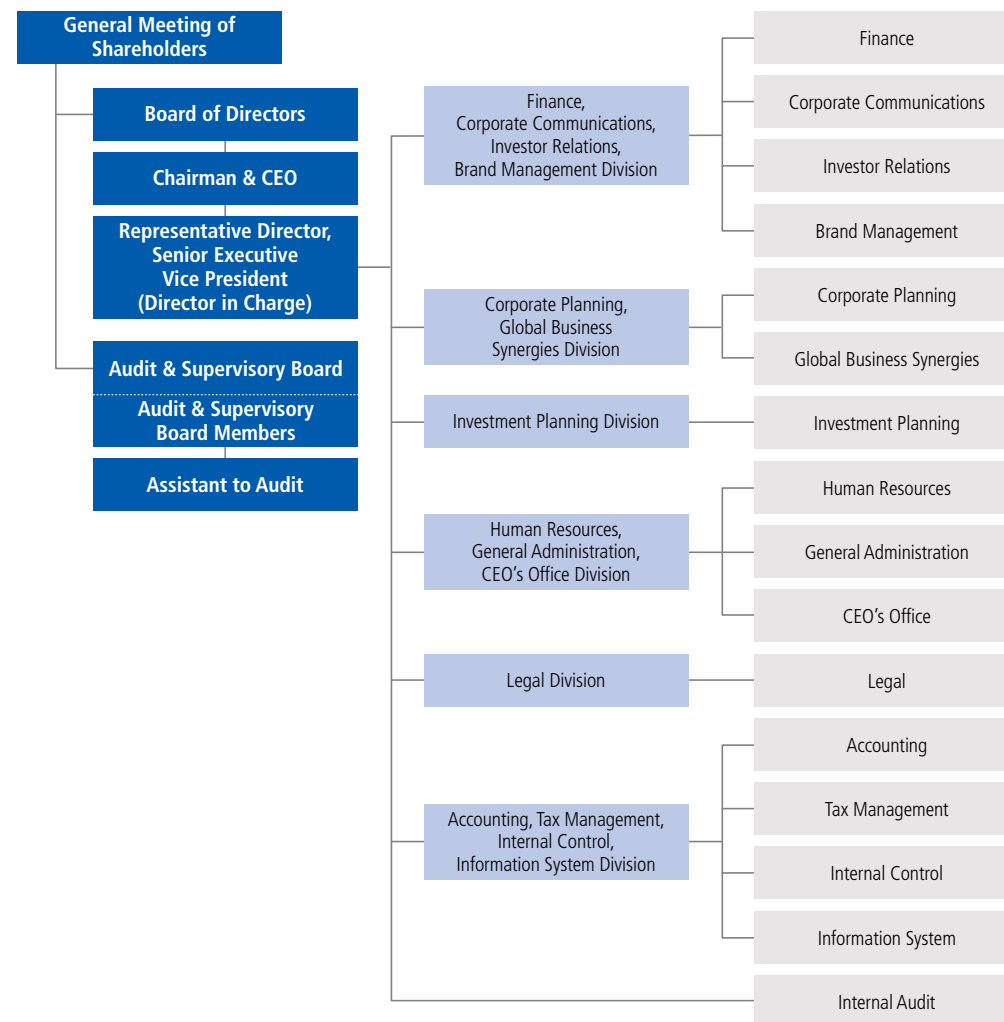 General Meeting of
Shareholders
Board of Directors
Chairman & CEO
Representative Director,
Senior Executive
Vice President
(Director in Charge)
Audit & Supervisory Board
Audit & Supervisory
Board Members
Assistant to Audit
Finance,
Corporate Communications,
Investor Relations,
Brand Management Division
Corporate Planning,
Global Business
Synergies Division
Investment Planning Division
Human Resources,
General Administration,
CEO's Office Division
Legal Division
Accounting, Tax Management,
Internal Control,
Information System Division
Finance
Corporate Communications
Investor Relations
Brand Management
Corporate Planning
Global Business Synergies
Investment Planning
Human Resources
General Administration
CEO's Office
Legal
Accounting
Tax Management
Internal Control
Information System
Internal Audit